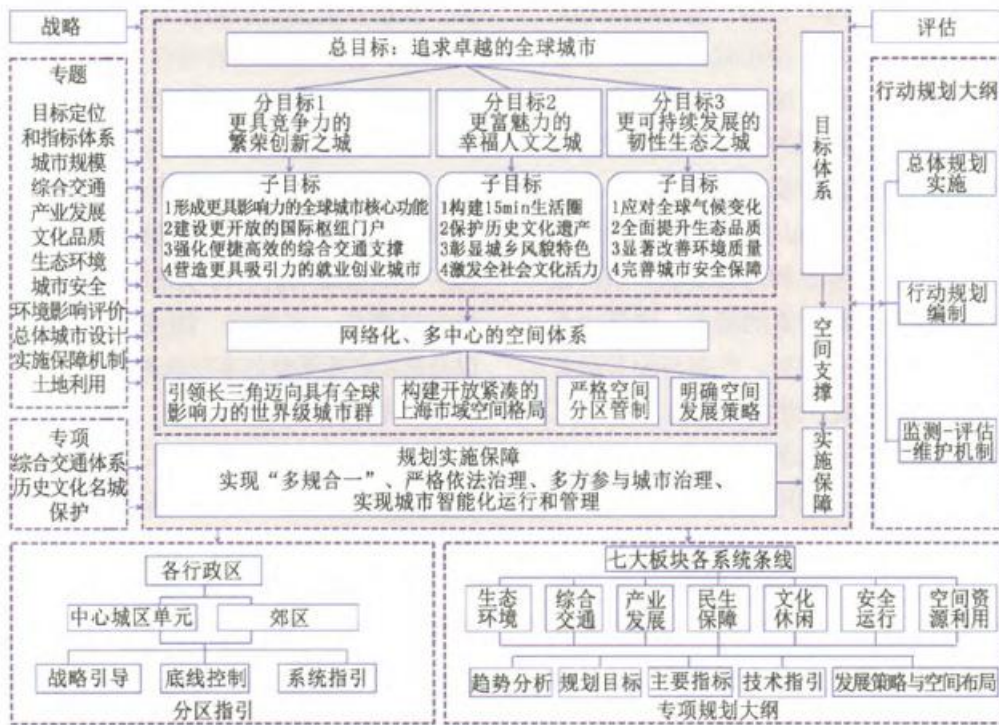 战略
专题
目标定位
和指标体系
城市规模
综合交通
产业发展
文化品质
生态环境
城市安全
环境影响评价
总体城市设计
实施保障机制
土地利用
专项
综合交通体系
历史文化名城
保护
总目标：追求卓越的全球城市
分目标1
更具竞争力的
繁荣创新之城
分目标2
更富魅力的
幸福人文之城
分目标3
更可持续发展的
韧性生态之城
子目标
1形成更具影响力的全球城市核心功能
2建设更开放的国际枢纽门户
3强化便捷高效的综合交通支撑
4营造更具吸引力的就业创业城市
子目标
1构建15min生活圈
2保护历史文化遗产
3彰显城乡风貌特色
4激发全社会文化活力
子目标
1应对全球气候变化
2全面提升生态品质
3显著改善环境质量
4完善城市安全保障
网络化、多中心的空间体系
引领长三角迈向具有全球
影响力的世界级城市群
构建开放紧凑的
上海市域空间格局
严格空间
分区管制
明确空间
发展策略
规划实施保障
实现“多规合一”、严格依法治理、多方参与城市治理、
实现城市智能化运行和管理
目标体系
空间支撑
实施保障
评估
行动规划大纲
总体规划
实施
行动规划
编制
监测-评估
-维护机制
各行政区
中心城区单元
郊区
战略引导
底线控制
系统指引
分区指引
七大板块各系统条线
生态
环境
综合
交通
产业
发展
民生
保障
文化
休闲
安全
运行
空间资
源利用
趋势分析
规划目标
主要指标
技术指引
发展策略与空间布局
专项规划大纲